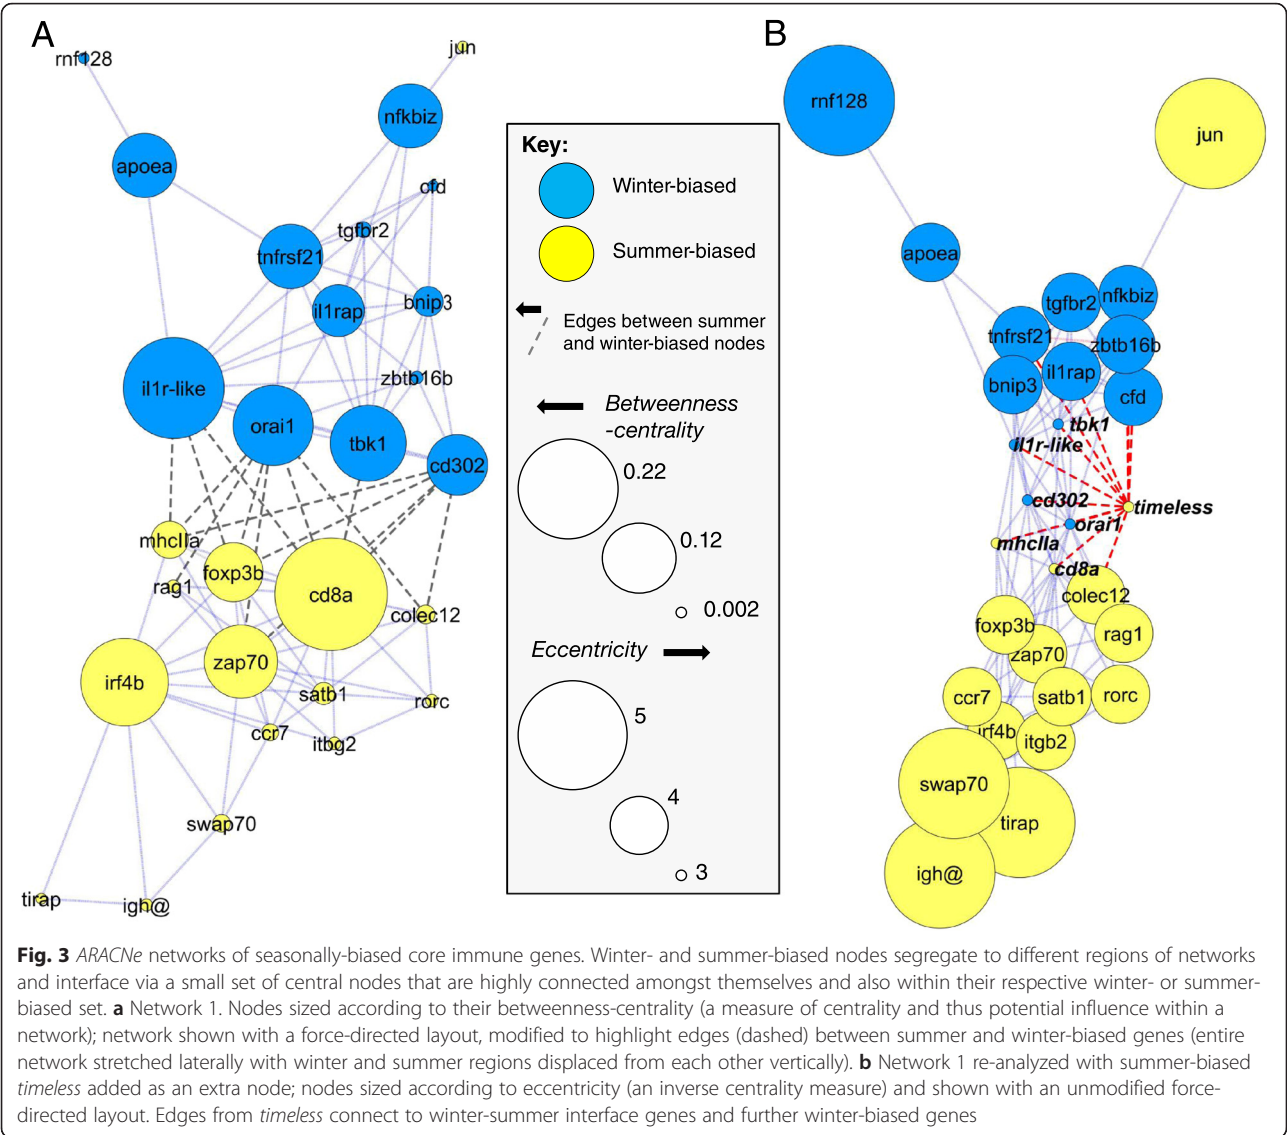 A
rnf128
jun
nfkbiz
apoea
cfd
tgfbr2
tnfrsf21
il1rap
bnip3
zbtb16b
il1r-like
orai1
tbk1
cd302
mhcIIa
foxp3b
rag1
cd8a
colec12
zap70
irf4b
satb1
rorc
ccr7
itbg2
swap70
tirap
igh@
Key:
Winter-biased
Summer-biased
Edges between summer
and winter-biased nodes
Betweenness
-centrality
0.22
0.12
0.002
Eccentricity
5
4
3
B
rnf128
jun
apoea
tgfbr2
nfkbiz
tnfrsf21
zbtb16b
il1rap
bnip3
cfd
tbk1
il1r-like
cd302
timeless
orai1
mhcIIa
cd8a
colec12
foxp3b
rag1
zap70
ccr7
satb1
rorc
irf4b
itgb2
swap70
tirap
igh@
Fig. 3 ARACNe networks of seasonally-biased core immune genes. Winter- and summer-biased nodes segregate to different regions of networks
and interface via a small set of central nodes that are highly connected amongst themselves and also within their respective winter- or summer-
biased set. a Network 1. Nodes sized according to their betweenness-centrality (a measure of centrality and thus potential influence within a
network); network shown with a force-directed layout, modified to highlight edges (dashed) between summer and winter-biased genes (entire
network stretched laterally with winter and summer regions displaced from each other vertically). b Network 1 re-analyzed with summer-biased
timeless added as an extra node; nodes sized according to eccentricity (an inverse centrality measure) and shown with an unmodified force-
directed layout. Edges from timeless connect to winter-summer interface genes and further winter-biased genes